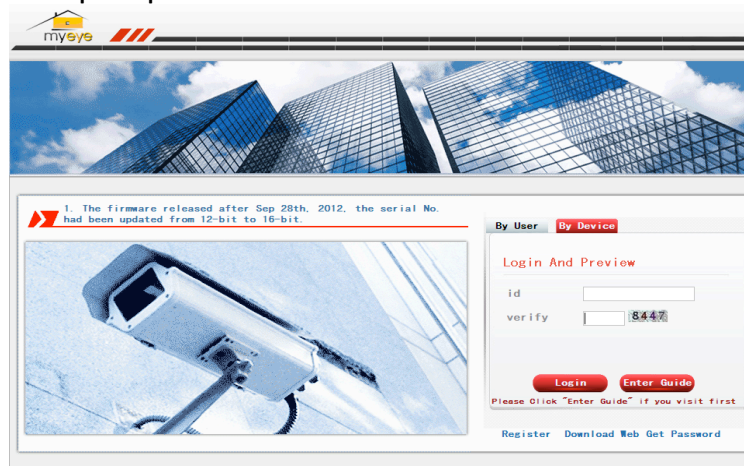 myeye
1. The firmware released after Sep 28th, 2012, the serial No.
had been updated from 12-bit to 16-bit.
By User By Device
Login And Preview
id
verify 8447
Login Enter Guide
Please Click "Enter Guide" if you visit first
Register Download Web Get Password